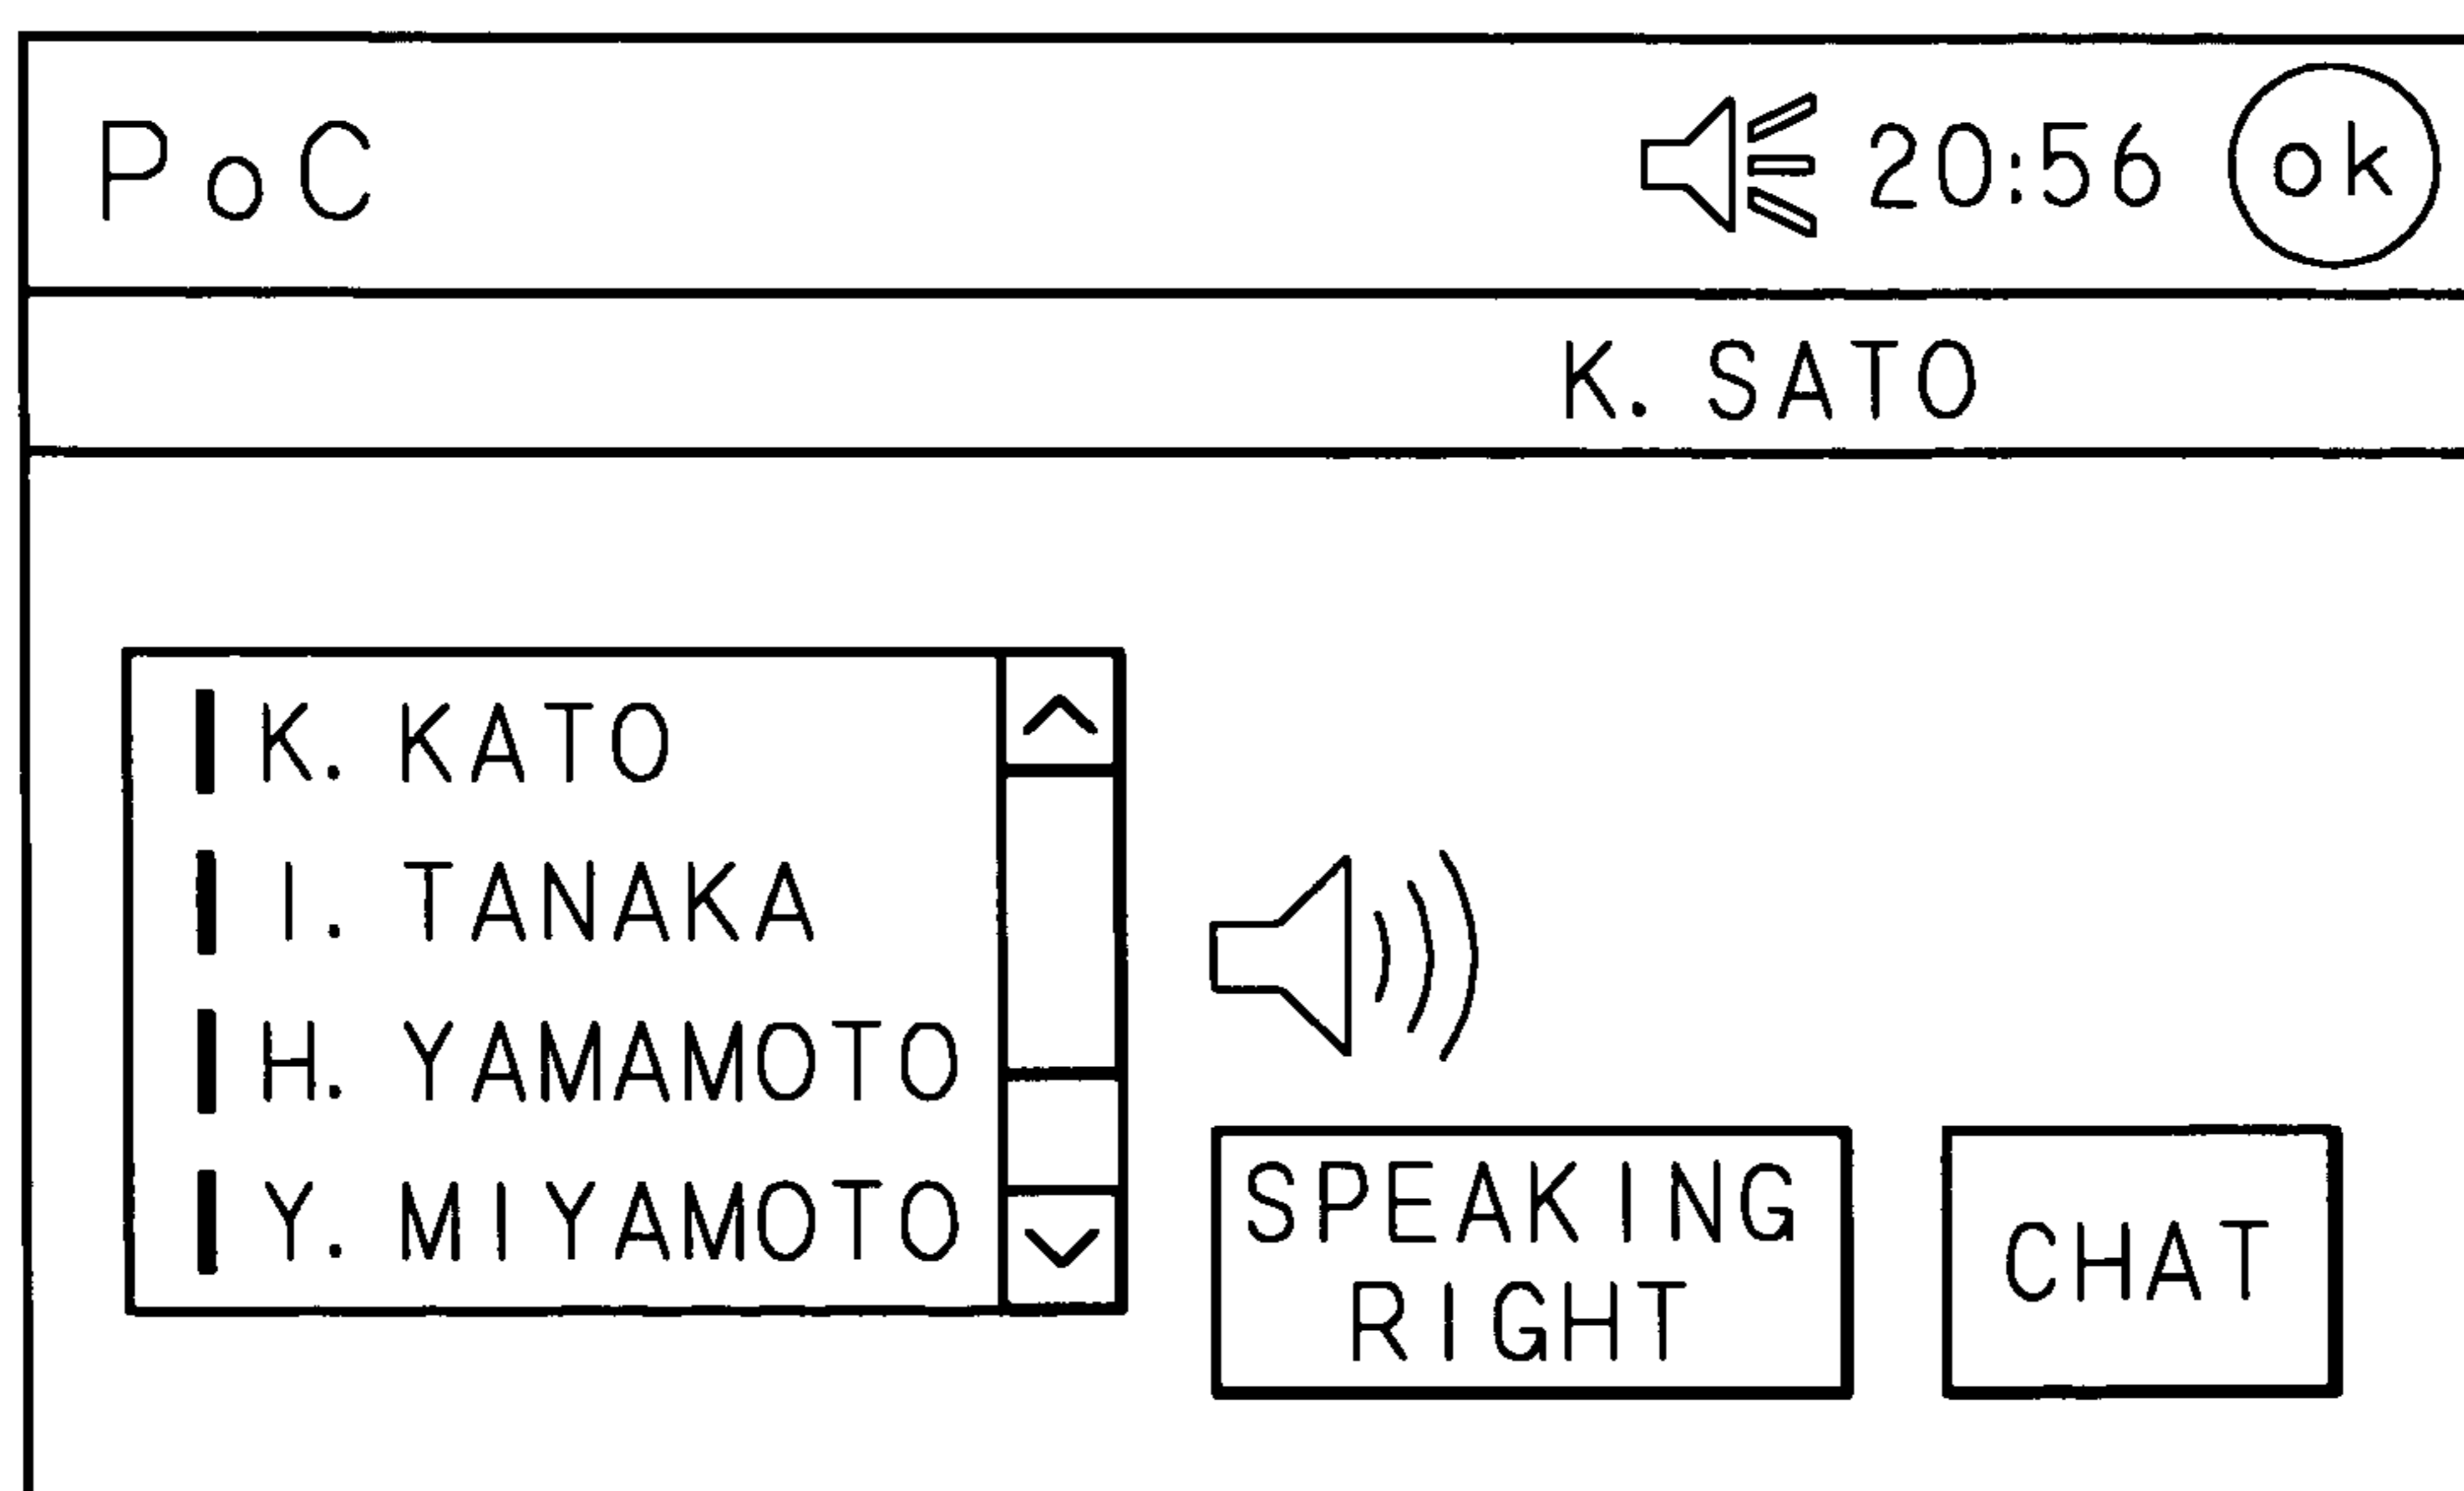 PoC 20:56 ok
K. SATO
K. KATO
I. TANAKA
H. YAMAMOTO
Y. MIYAMOTO
SPEAKING
RIGHT
CHAT